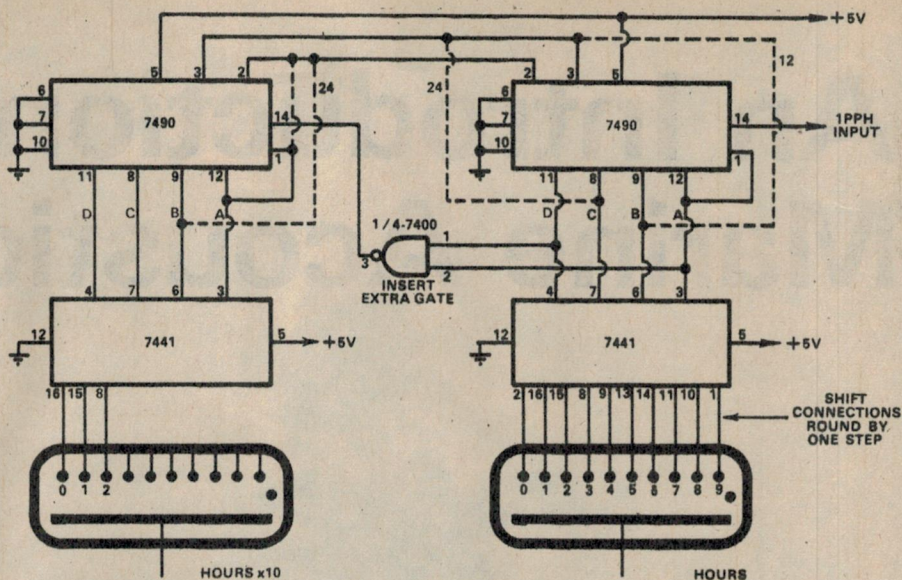 +5V
5 3 2 2 3 5 12
6 7 10 7490 14 1 24 24 6 7 10 7490 14 1 1PPH
INPUT
11 8 9 12 11 8 9 12
D C B A D C B A
1/4-7400
3 1 2
INSERT
EXTRA GATE
4 7 6 3 4 7 6 3
12 7441 5 +5V 12 7441 5 +5V
16 15 8 2 16 15 8 9 13 14 11 10 1
SHIFT
CONNECTIONS
ROUND BY
ONE STEP
0 1 2 0 1 2 3 4 5 6 7 8 9
HOURS x10 HOURS